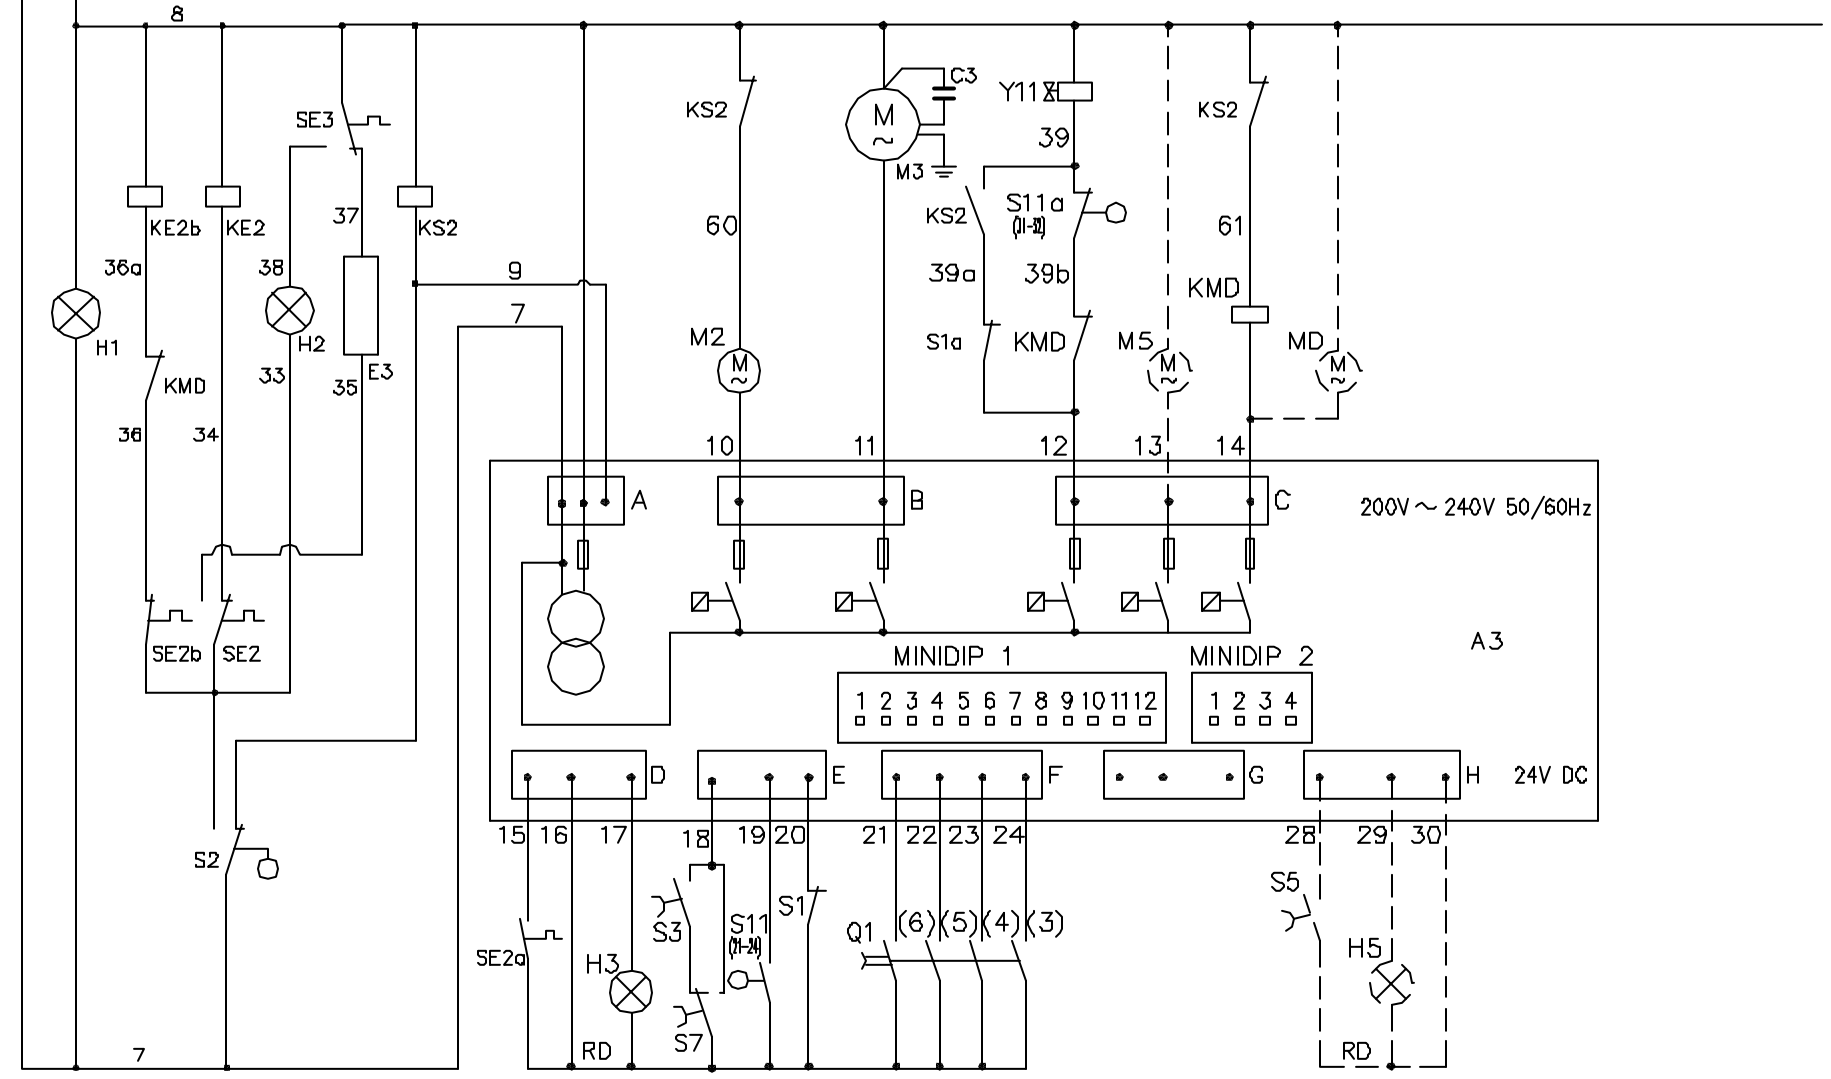 8
C3
Y11
KS2
M
~
KS2
SE3
39
M3
S11a
(31-32)
37
KS2
KE2b
KE2
KS2
60
61
36a
38
9
39a
39b
KMD
7
H1
H2
M2
S1a
KMD
M5
MD
M
~
M
~
M
~
33
35
E3
KMD
36
34
10
11
12
13
14
A
B
C
200V ~ 240V 50/60Hz
SE2b
SE2
MINIDIP 1
MINIDIP 2
A3
1 2 3 4 5 6 7 8 9 10 11 12
1 2 3 4
D
E
F
G
H
24V DC
15
16
17
18
19
20
21
22
23
24
28
29
30
S2
S5
S3
S11
(21-24)
S1
Q1
(6)
(5)
(4)
(3)
SE2a
H3
H5
S7
7
RD
RD